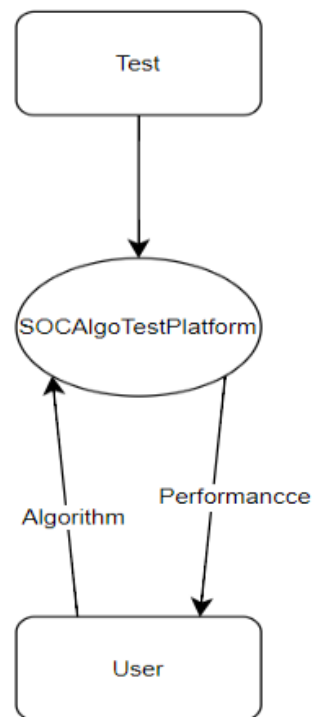 Test
SOCAlgoTestPlatform
Performancce
Algorithm
User